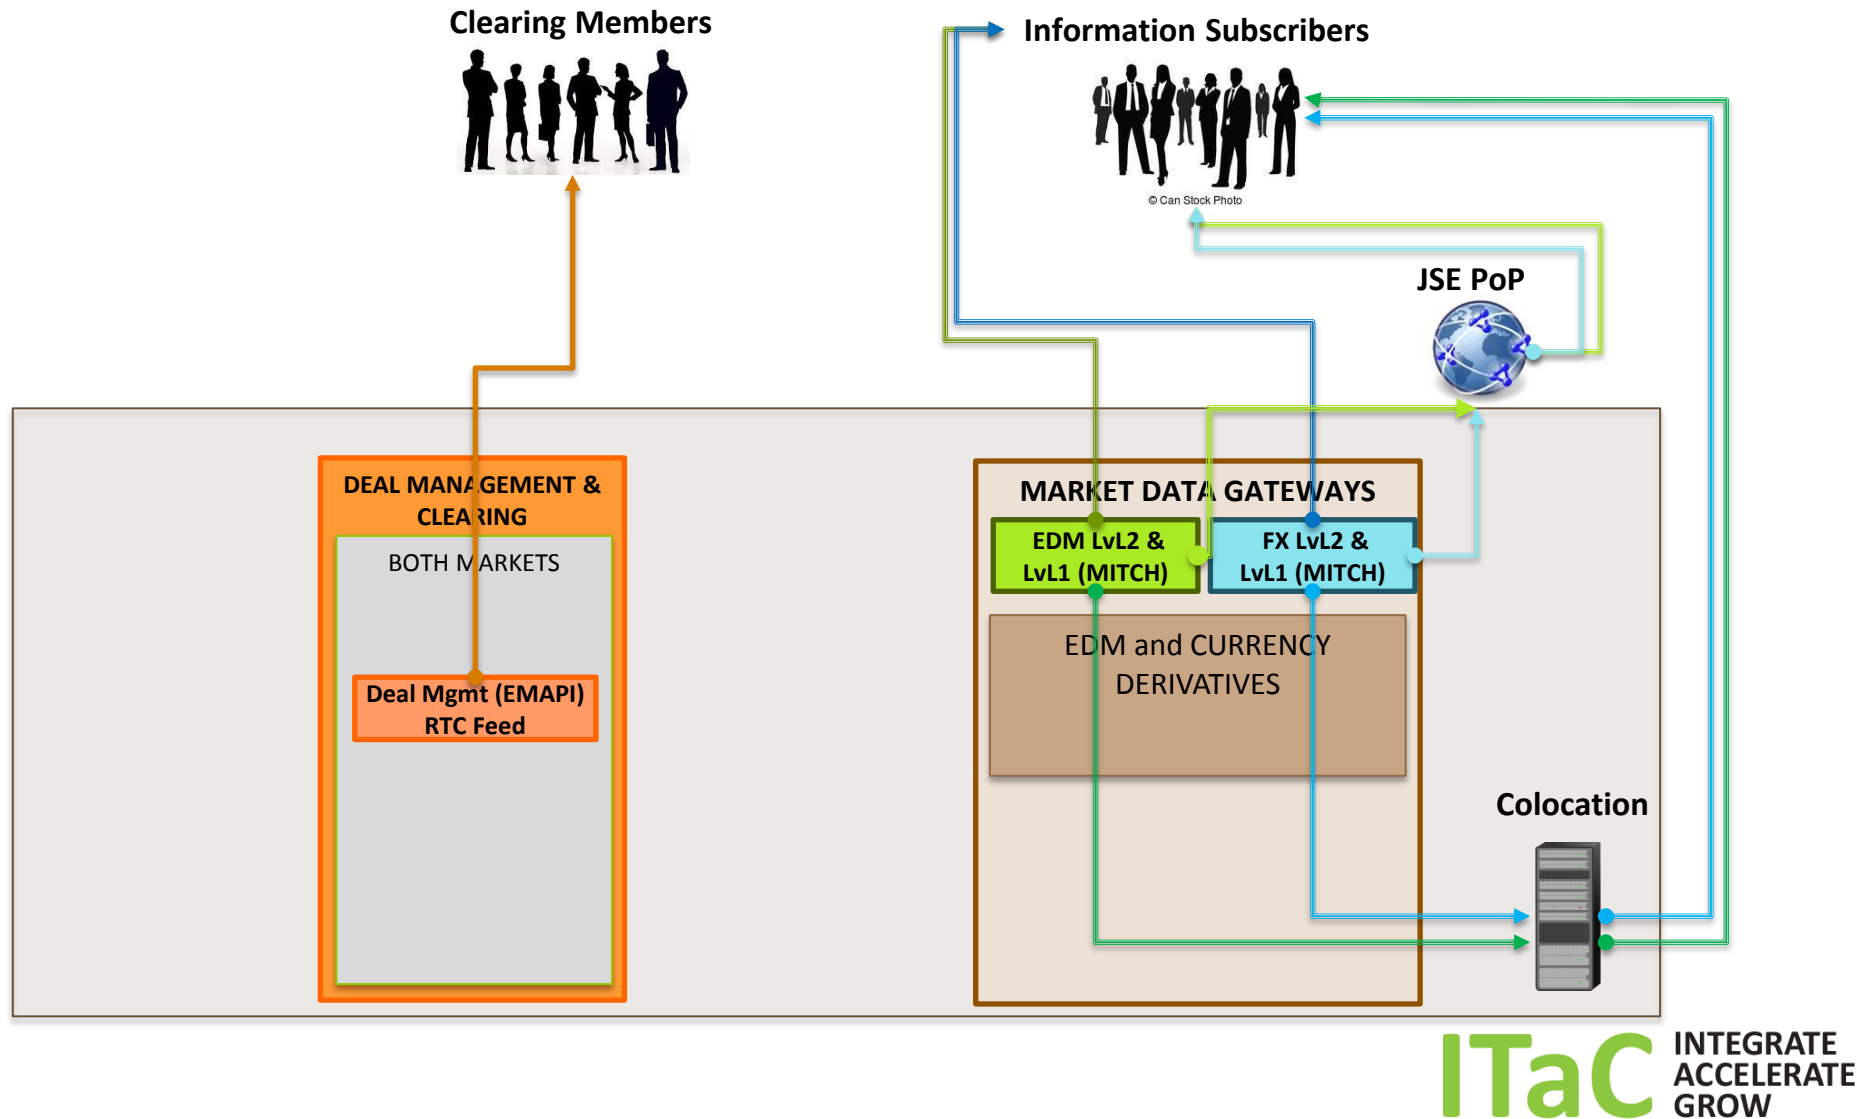 Clearing Members
Information Subscribers
© Can Stock Photo
JSE PoP
DEAL MANAGEMENT &
CLEARING
BOTH MARKETS
Deal Mgmt (EMAPI)
RTC Feed
MARKET DATA GATEWAYS
EDM LvL2 &
LvL1 (MITCH)
FX LvL2 &
LvL1 (MITCH)
EDM and CURRENCY
DERIVATIVES
Colocation
ITaC
INTEGRATE
ACCELERATE
GROW